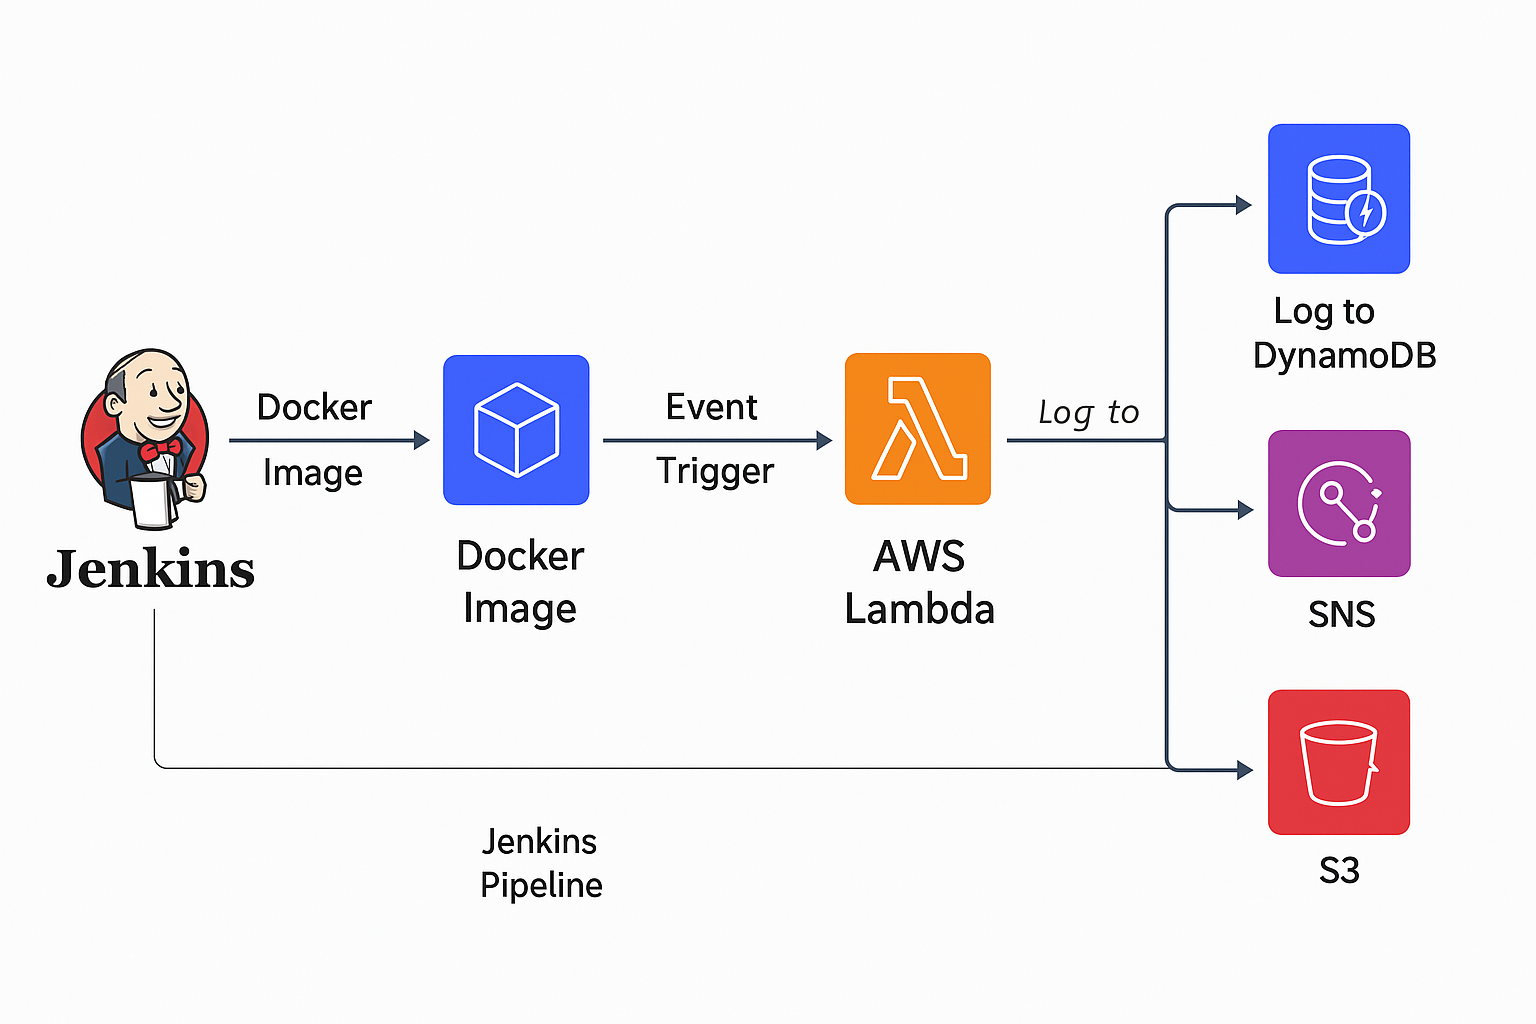 Docker
Image
Jenkins
Docker
Image
Event
Trigger
AWS
Lambda
Log to
Log to
DynamoDB
SNS
S3
Jenkins
Pipeline